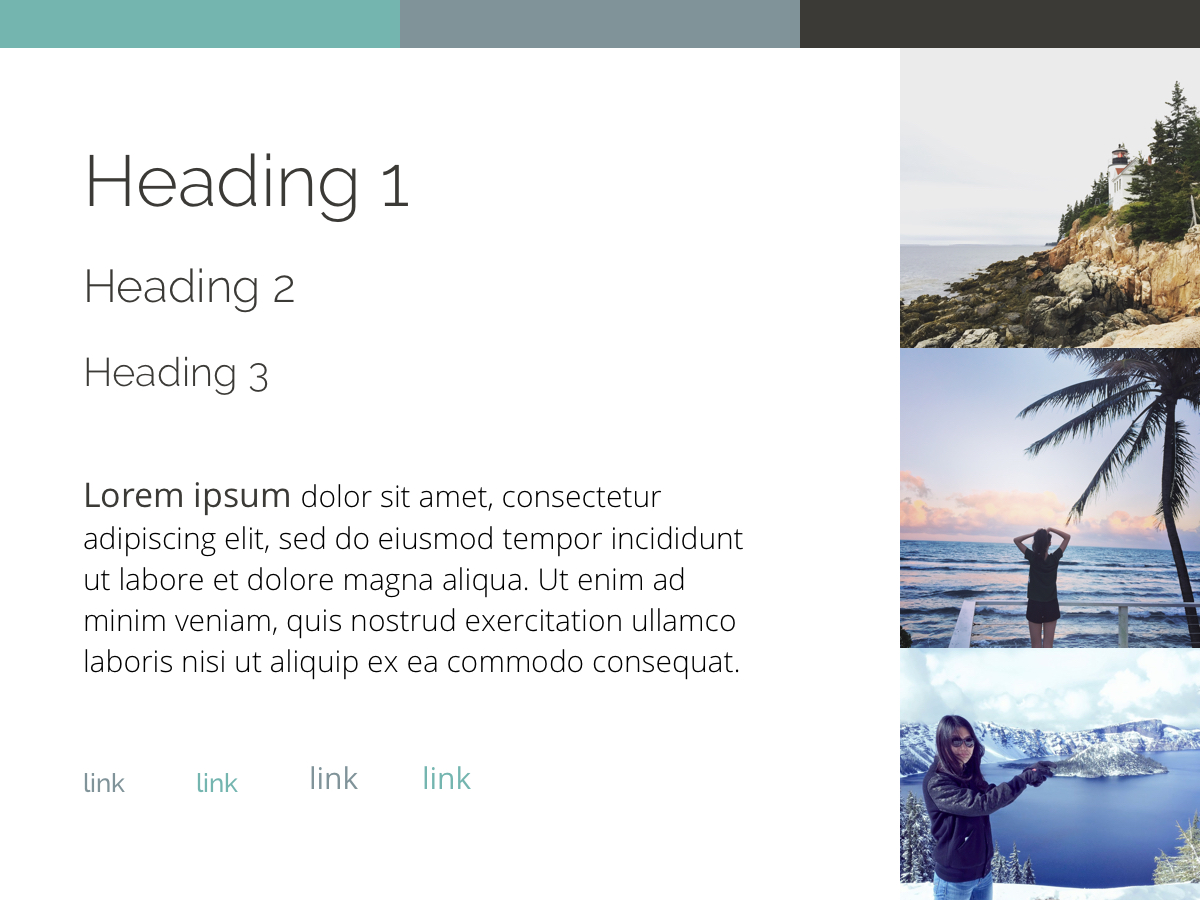 Heading 1
Heading 2
Heading 3
Lorem ipsum dolor sit amet, consectetur
adipiscing elit, sed do eiusmod tempor incididunt
ut labore et dolore magna aliqua. Ut enim ad
minim veniam, quis nostrud exercitation ullamco
laboris nisi ut aliquip ex ea commodo consequat.
link link link link